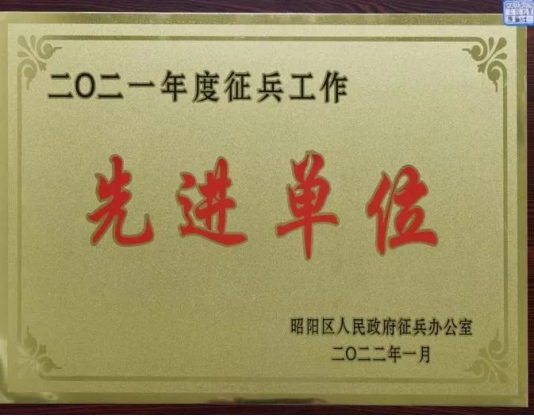 二〇二一年度征兵工作
先进单位
昭阳区人民政府征兵办公室
二〇二二年一月